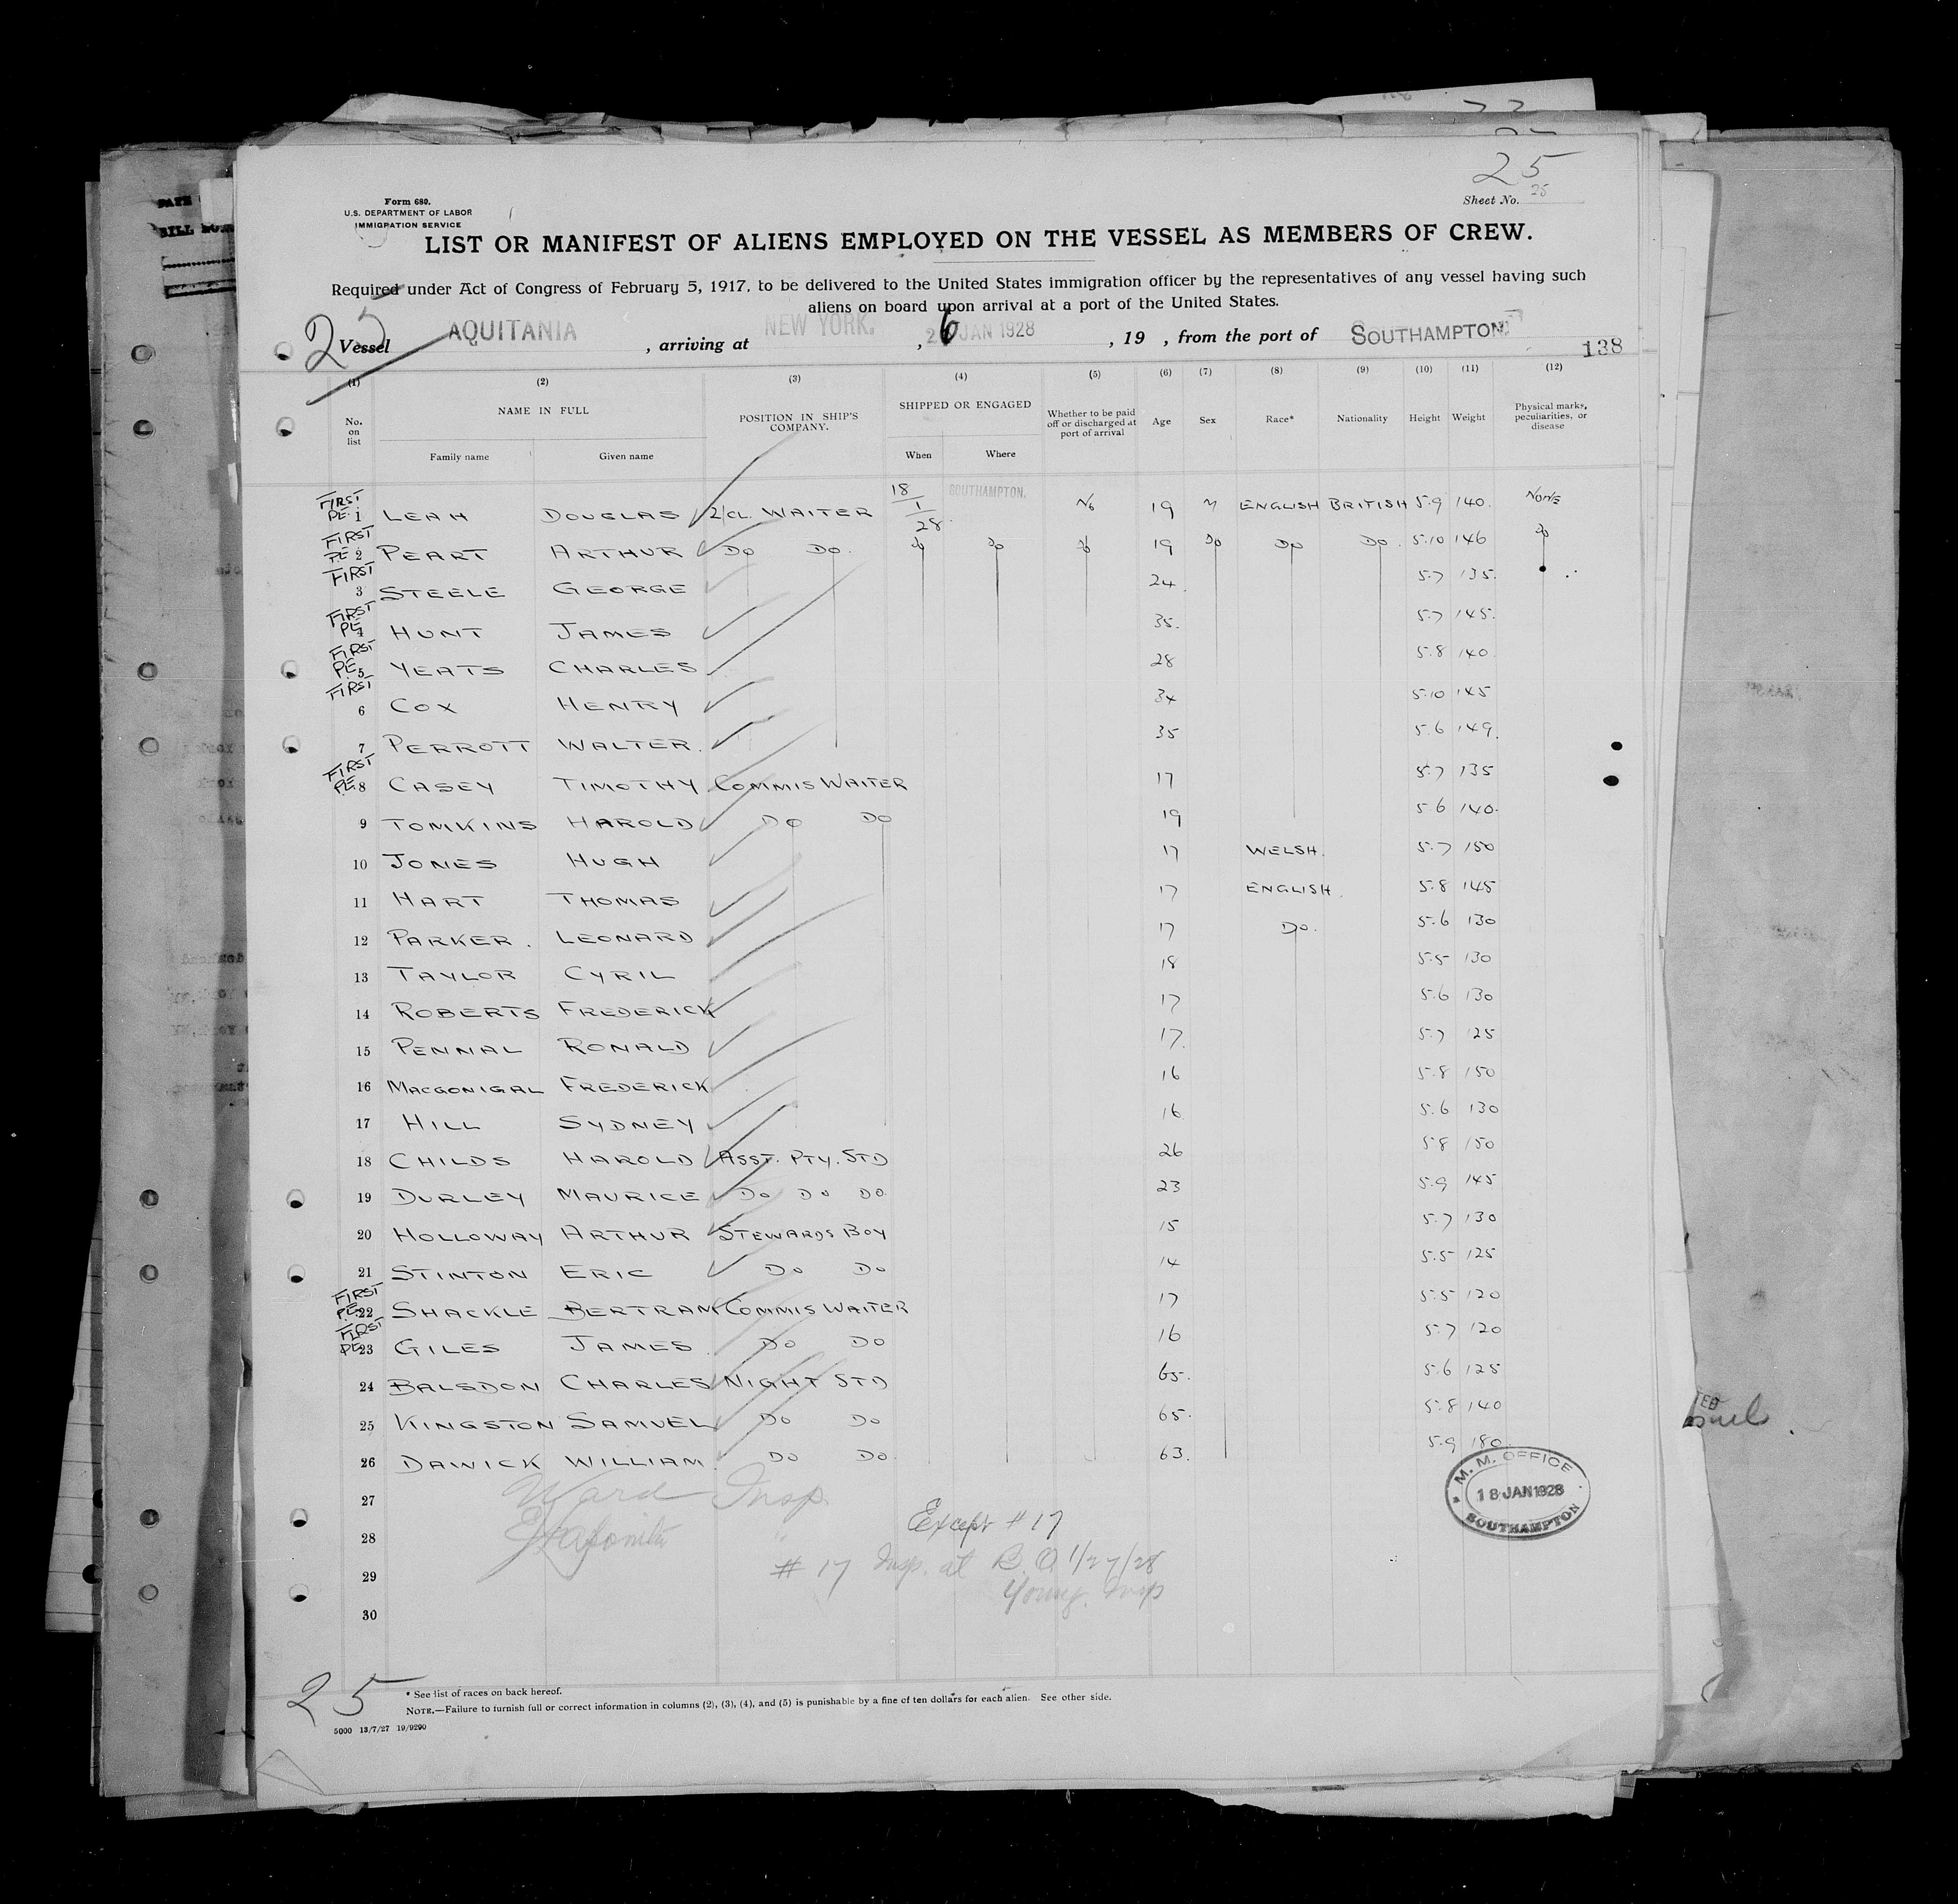 25
Sheet No. 25
Form 680.
U.S. DEPARTMENT OF LABOR
IMMIGRATION SERVICE
LIST OR MANIFEST OF ALIENS EMPLOYED ON THE VESSEL AS MEMBERS OF CREW.
Required under Act of Congress of February 5, 1917, to be delivered to the United States immigration officer by the representatives of any vessel having such
aliens on board upon arrival at a port of the United States.
Vessel AQUITANIA, arriving at NEW YORK., 26 JAN 1928, 19 , from the port of SOUTHAMPTON
138
(1) (2) (3) (4) (5) (6) (7) (8) (9) (10) (11) (12)
No. on list NAME IN FULL POSITION IN SHIP'S COMPANY. SHIPPED OR ENGAGED Whether to be paid off or discharged at port of arrival Age Sex Race* Nationality Height Weight Physical marks, peculiarities, or disease
Family name Given name When Where
FIRST PE 1 LEAH DOUGLAS 2/CL. WAITER 18/1/28 SOUTHAMPTON. No 19 M ENGLISH BRITISH 5.9 140. NONE
FIRST PE 2 PEART ARTHUR DO DO. DO DO DO 19 DO DO DO. 5.10 146 DO
FIRST 3 STEELE GEORGE 24. 5.7 135.
FIRST PE 4 HUNT JAMES 35. 5.7 145.
FIRST PE 5 YEATS CHARLES 28 5.8 140.
FIRST 6 COX HENRY 34 5.10 145
7 PERROTT WALTER. 35 5.6 149.
FIRST PE 8 CASEY TIMOTHY COMMIS WAITER 17 5.7 135
9 TOMKINS HAROLD DO DO 19 5.6 140.
10 JONES HUGH 17 WELSH. 5.7 150
11 HART THOMAS 17 ENGLISH. 5.8 145
12 PARKER. LEONARD 17 DO. 5.6 130
13 TAYLOR CYRIL 18 5.5 130
14 ROBERTS FREDERICK 17 5.6 130
15 PENNAL RONALD 17. 5.7 125
16 MACGONIGAL FREDERICK 16 5.8 150
17 HILL SYDNEY 16. 5.6 130
18 CHILDS HAROLD ASST. PTY. STD 26 5.8 150
19 DURLEY MAURICE DO DO DO. 23 5.9 145
20 HOLLOWAY ARTHUR STEWARDS BOY 15 5.7 130
21 STINTON ERIC DO DO 14 5.5 125
FIRST P.E. 22 SHACKLE BERTRAM COMMIS WAITER 17 5.5 120
FIRST PE 23 GILES JAMES DO DO 16 5.7 120
24 BALSDON CHARLES NIGHT STD 65. 5.6 125
25 KINGSTON SAMUEL DO DO 65. 5.8 140
26 DAWICK WILLIAM. DO DO. 63. 5.9 180.
M. M. OFFICE
18 JAN 1928
SOUTHAMPTON
27 Ward Insp.
28 Except #17
29 #17 Insp. at B.O. 1/27/28
Young. Insp
30
25
* See list of races on back hereof.
NOTE.—Failure to furnish full or correct information in columns (2), (3), (4), and (5) is punishable by a fine of ten dollars for each alien. See other side.
5000 13/7/27 19/9290